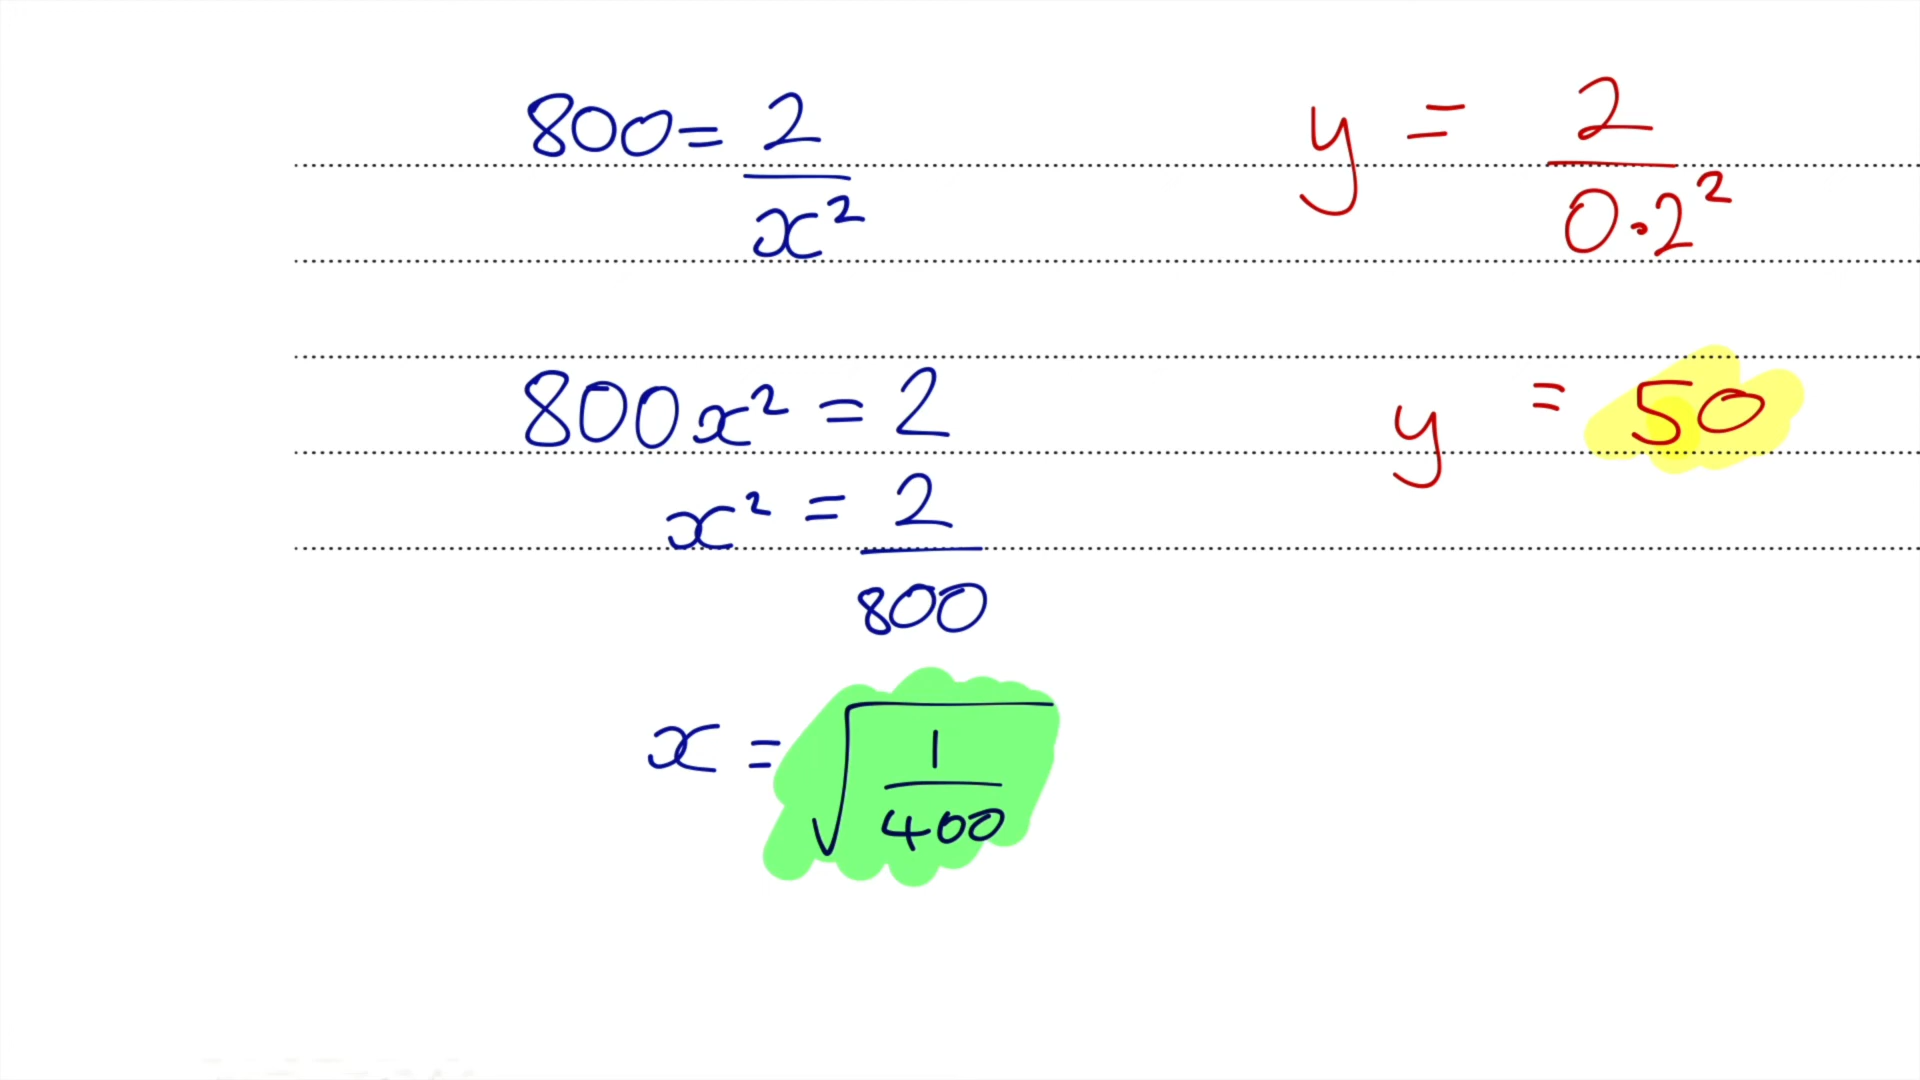 800 = 2/x²
800x² = 2
x² = 2/800
x = √(1/400)
y = 2/0·2²
y = 50